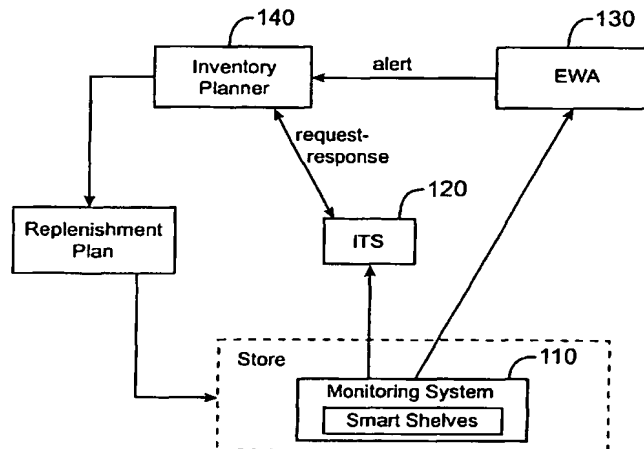 140
Inventory
Planner
130
EWA
alert
request-
response
120
ITS
Replenishment
Plan
Store
110
Monitoring System
Smart Shelves